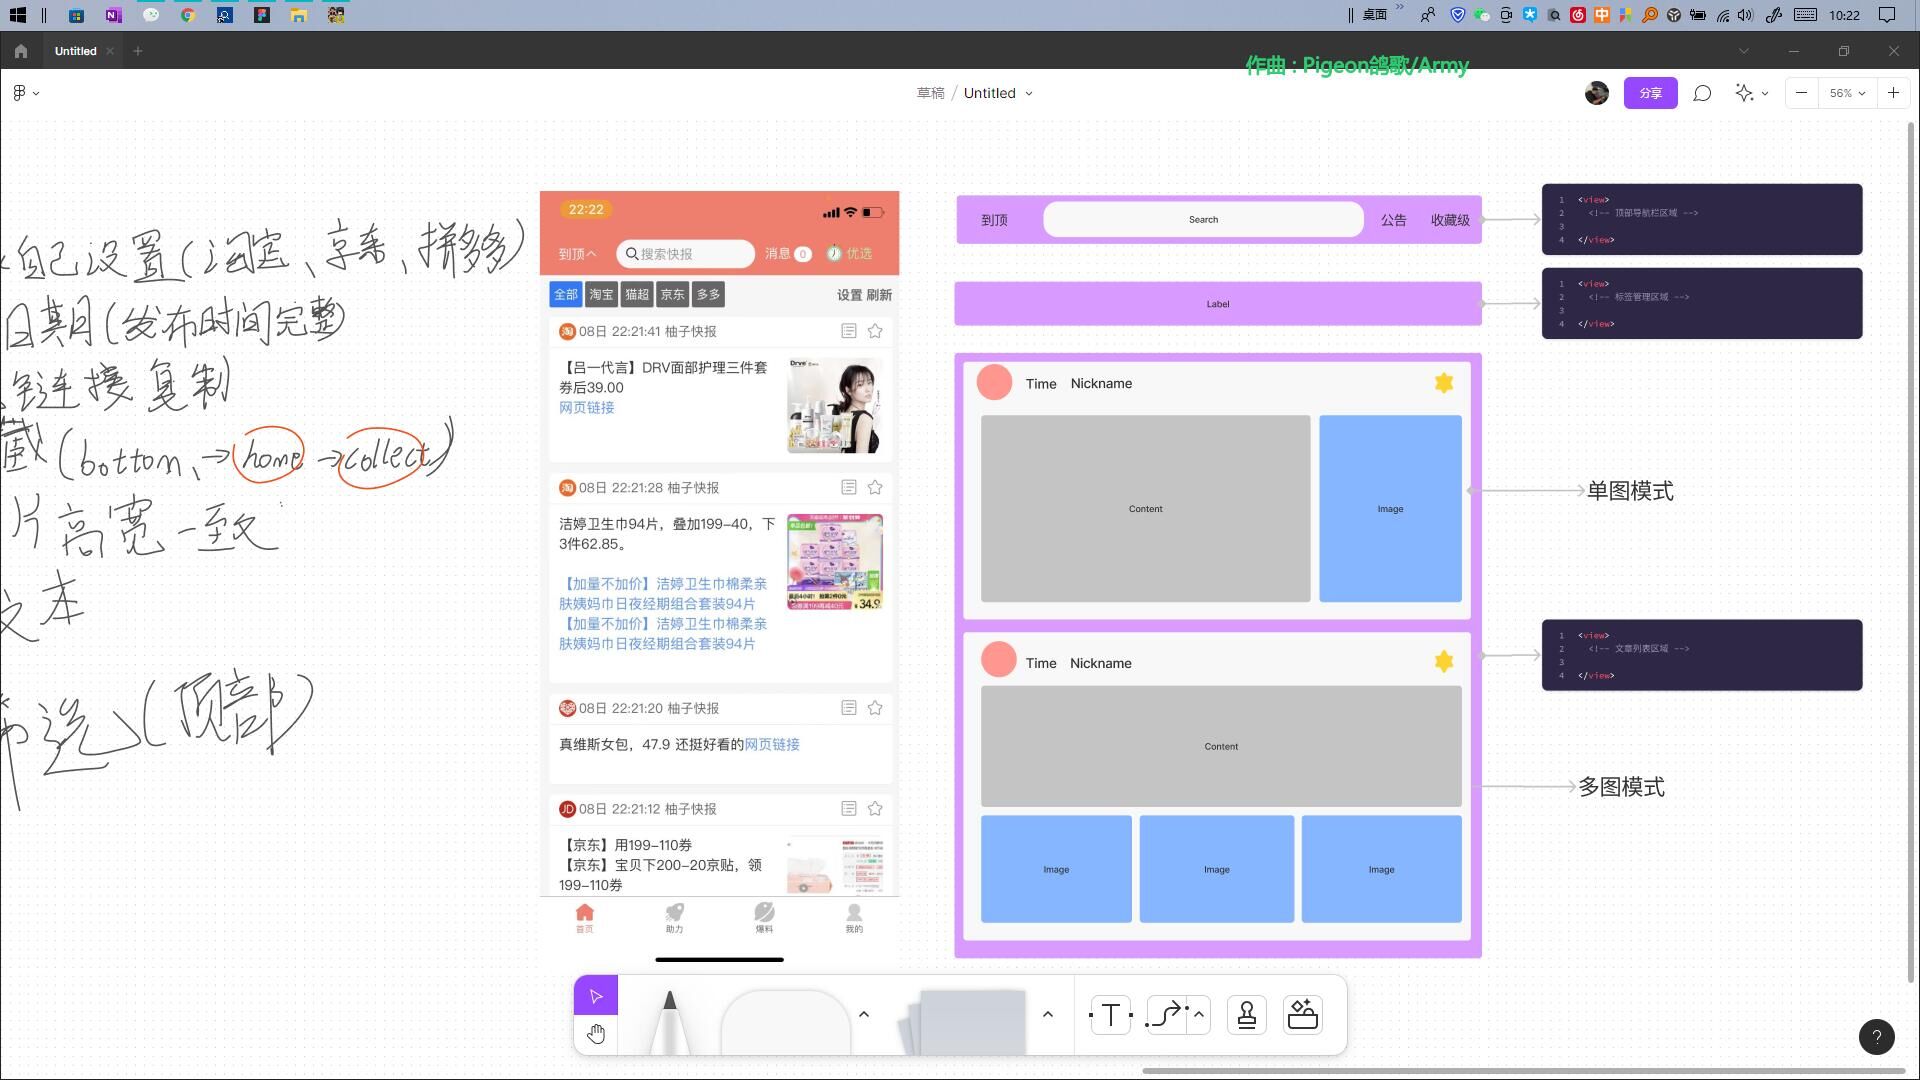 桌面
10:22
Untitled
作曲 : Pigeon鸽歌/Army
草稿 / Untitled
分享
56%
自己设置(淘宝、京东、拼多多)
日期(发布时间完整
链接复制
藏(bottom、→home→collect)
片高宽一致
文本
筛选(顶部)
22:22
到顶
搜索快报
消息 0
优选
全部 淘宝 猫超 京东 多多
设置 刷新
08日 22:21:41 柚子快报
【吕一代言】DRV面部护理三件套
券后39.00
网页链接
08日 22:21:28 柚子快报
洁婷卫生巾94片，叠加199-40，下
3件62.85。
【加量不加价】洁婷卫生巾棉柔亲
肤姨妈巾日夜经期组合套装94片
【加量不加价】洁婷卫生巾棉柔亲
肤姨妈巾日夜经期组合套装94片
34.9
08日 22:21:20 柚子快报
真维斯女包，47.9 还挺好看的网页链接
JD 08日 22:21:12 柚子快报
【京东】用199-110券
【京东】宝贝下200-20京贴，领
199-110券
首页 助力 爆料 我的
到顶 Search 公告 收藏级
Label
Time Nickname
Content
Image
Time Nickname
Content
Image Image Image
1 <view>
2 <!-- 顶部导航栏区域 -->
3
4 </view>
1 <view>
2 <!-- 标签管理区域 -->
3
4 </view>
单图模式
1 <view>
2 <!-- 文章列表区域 -->
3
4 </view>
多图模式
T
?